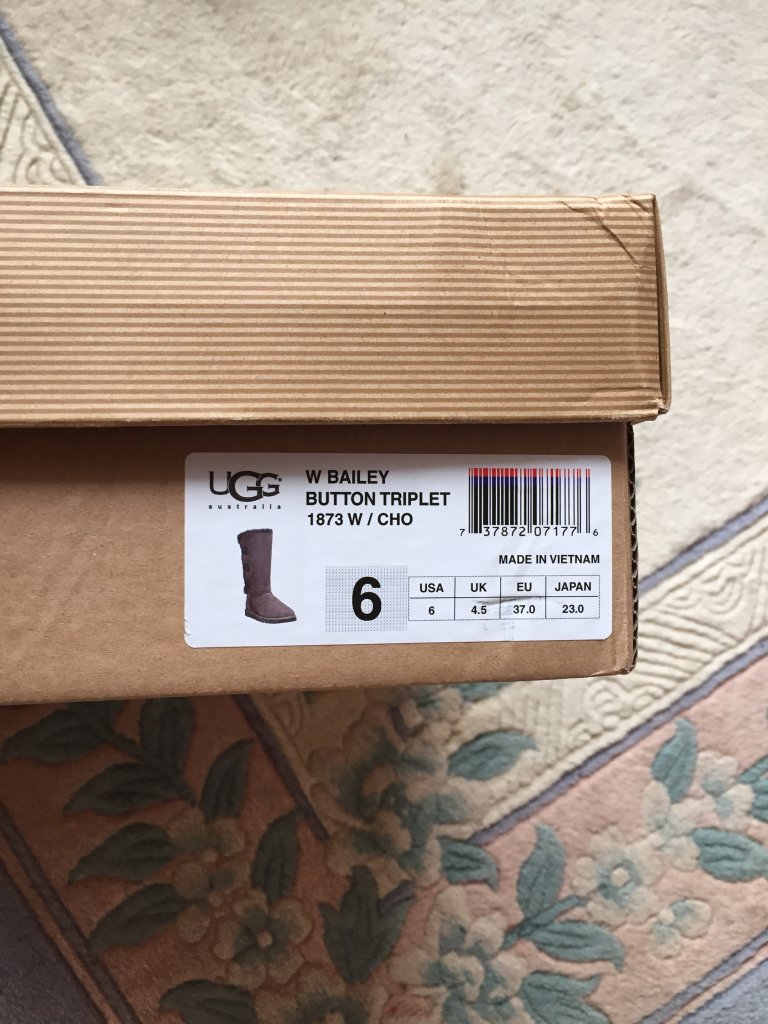 UGG®
australia
W BAILEY
BUTTON TRIPLET
1873 W / CHO
7 37872 07177 6
MADE IN VIETNAM
6
USA UK EU JAPAN
6 4.5 37.0 23.0